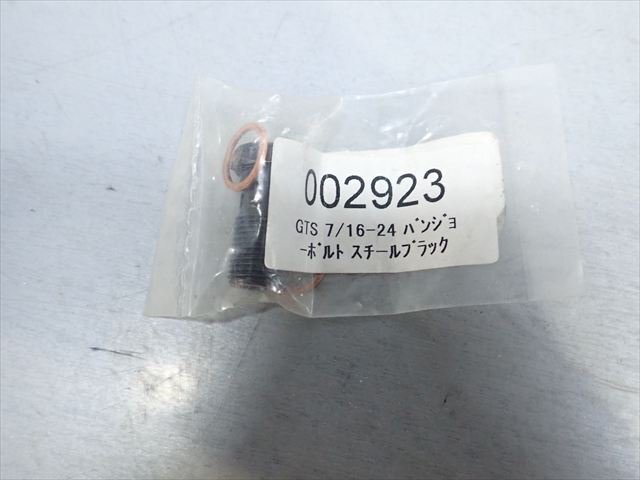 002923
GTS 7/16-24 ﾊﾞﾝｼﾞｮ
-ﾎﾞﾙﾄ ｽﾁｰﾙﾌﾞﾗｯｸ